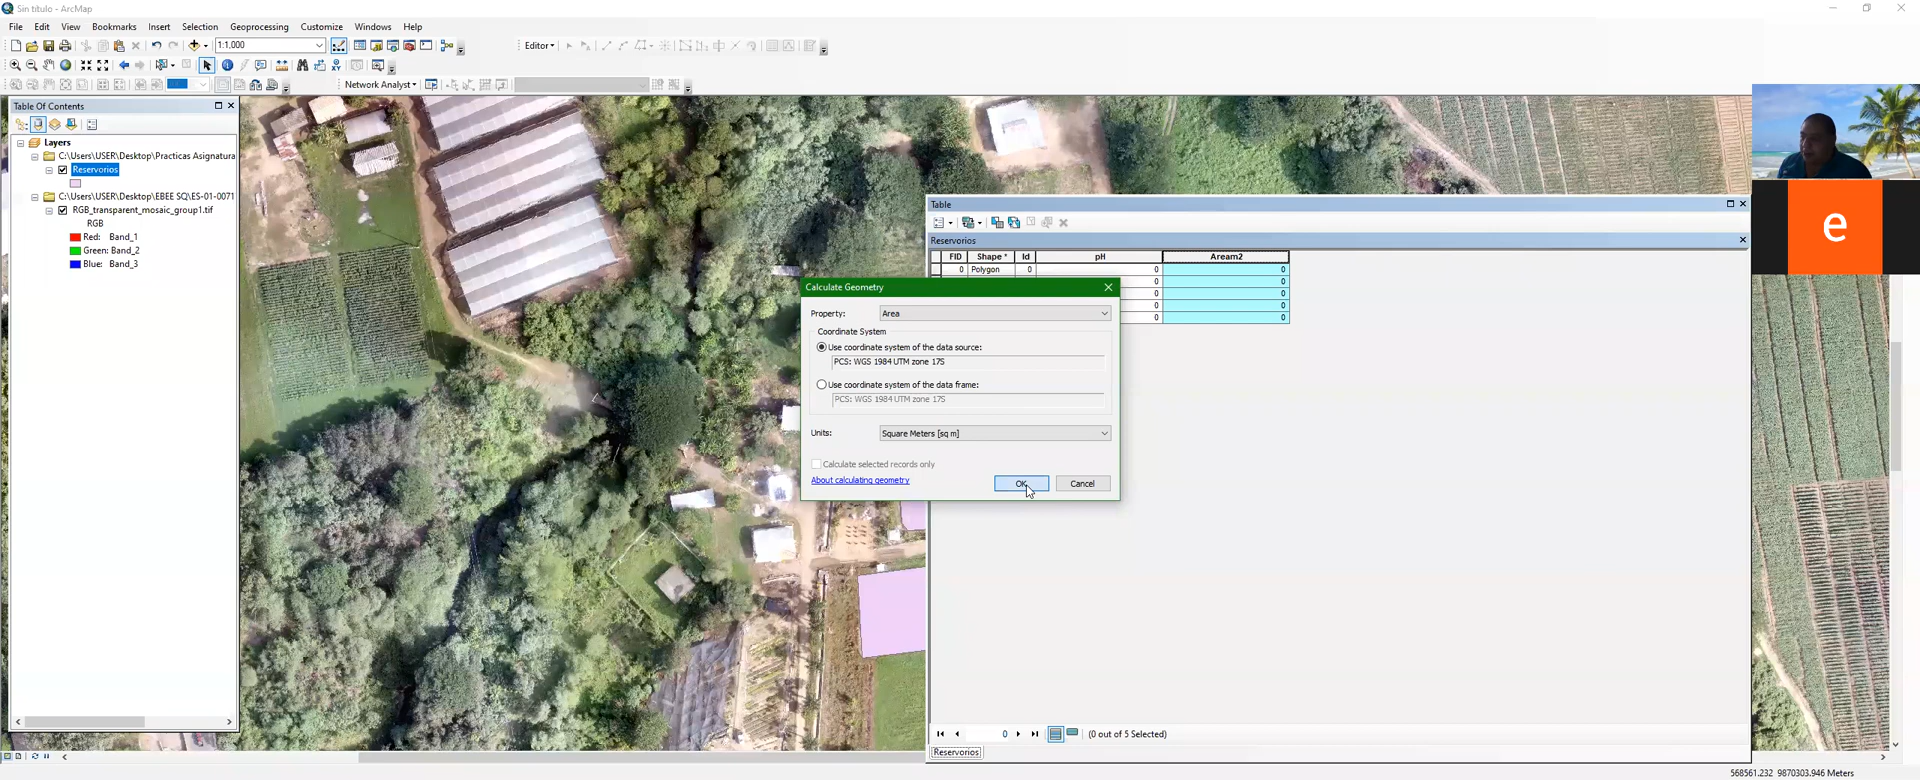 Sin título - ArcMap
File Edit View Bookmarks Insert Selection Geoprocessing Customize Windows Help
1:1,000
Editor
Network Analyst
Table Of Contents
Layers
C:\Users\USER\Desktop\Practicas Asignatura
Reservorios
C:\Users\USER\Desktop\EBEE SQ\ES-01-0071
RGB_transparent_mosaic_group1.tif
RGB
Red: Band_1
Green: Band_2
Blue: Band_3
Table
Reservorios
FID Shape * Id pH Aream2
0 Polygon 0 0 0
0 0
0 0
0 0
0 0
Calculate Geometry
Property: Area
Coordinate System
Use coordinate system of the data source:
PCS: WGS 1984 UTM zone 17S
Use coordinate system of the data frame:
PCS: WGS 1984 UTM zone 17S
Units: Square Meters [sq m]
Calculate selected records only
About calculating geometry
OK Cancel
e
0 (0 out of 5 Selected)
Reservorios
568561.232 9870303.946 Meters